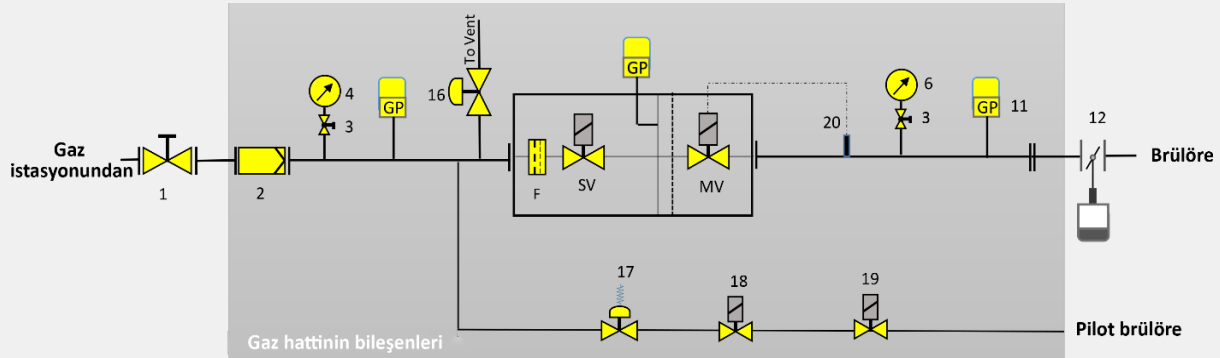 To Vent
GP
16
4
GP
6
GP
11
3
20
3
12
Gaz
istasyonundan
Brülöre
1
2
F
SV
MV
17
18
19
Pilot brülöre
Gaz hattinin bileşenleri